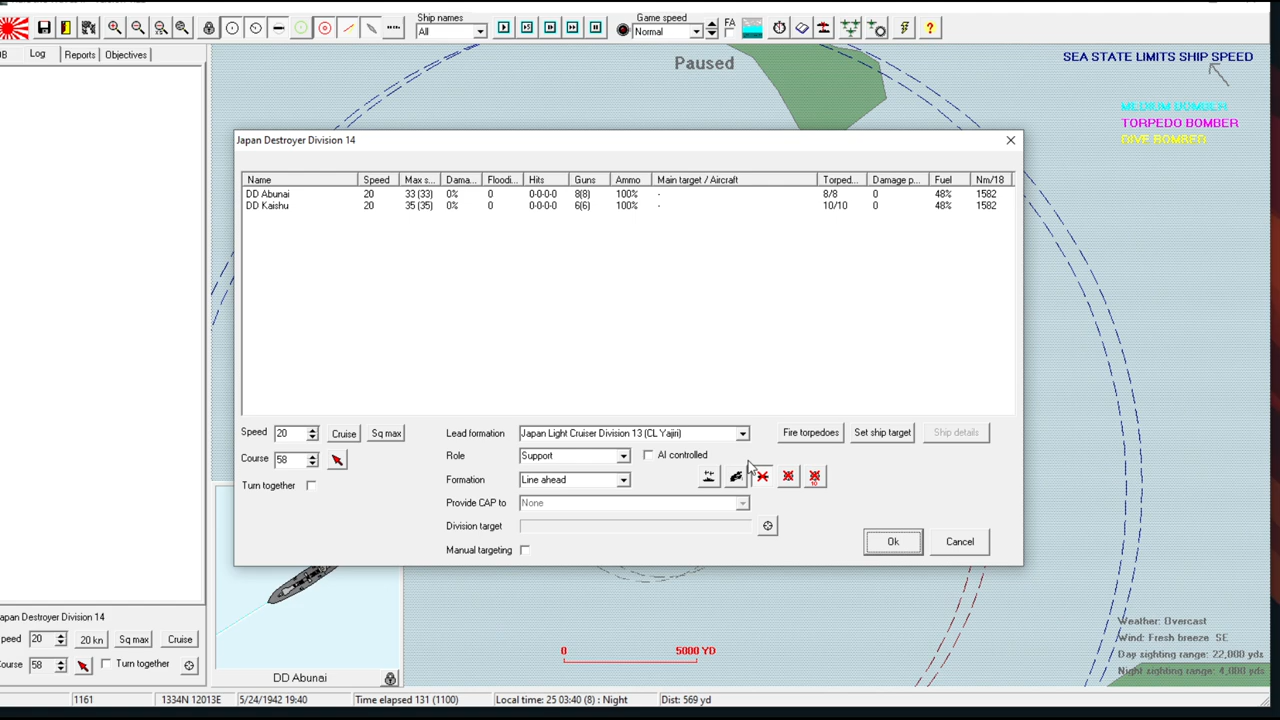 Ship names
Game speed
FA
All
Normal
?
DB Log Reports Objectives
Paused
SEA STATE LIMITS SHIP SPEED
MEDIUM BOMBER
TORPEDO BOMBER
DIVE BOMBER
Japan Destroyer Division 14
Name Speed Max s... Dama... Floodi... Hits Guns Ammo Main target / Aircraft Torped... Damage p... Fuel Nm/18
DD Abunai 20 33 (33) 0% 0 0-0-0-0 8(8) 100% - 8/8 0 48% 1582
DD Kaishu 20 35 (35) 0% 0 0-0-0-0 6(6) 100% - 10/10 0 48% 1582
Speed 20 Cruise Sq max
Course 58
Turn together
Lead formation Japan Light Cruiser Division 13 (CL Yajiri)
Role Support AI controlled
Formation Line ahead
Provide CAP to None
Division target
Manual targeting
Fire torpedoes Set ship target Ship details
10
Ok Cancel
apan Destroyer Division 14
peed 20 20 kn Sq max Cruise
ourse 58 Turn together
DD Abunai
0 5000 YD
Weather: Overcast
Wind: Fresh breeze SE
Day sighting range: 22,000 yds
Night sighting range: 4,000 yds
1161 1334N 12013E 5/24/1942 19:40 Time elapsed 131 (1100) Local time: 25 03:40 (8) : Night Dist: 569 yd